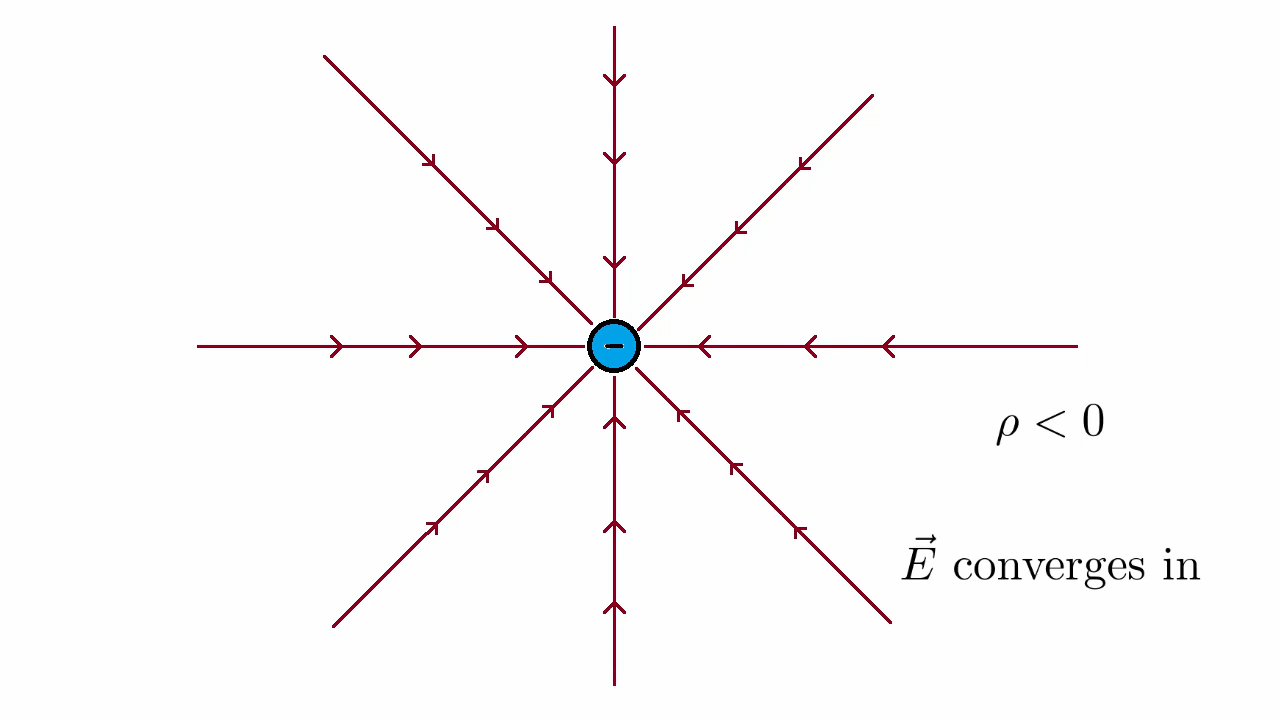 −
ρ < 0
E⃗ converges in